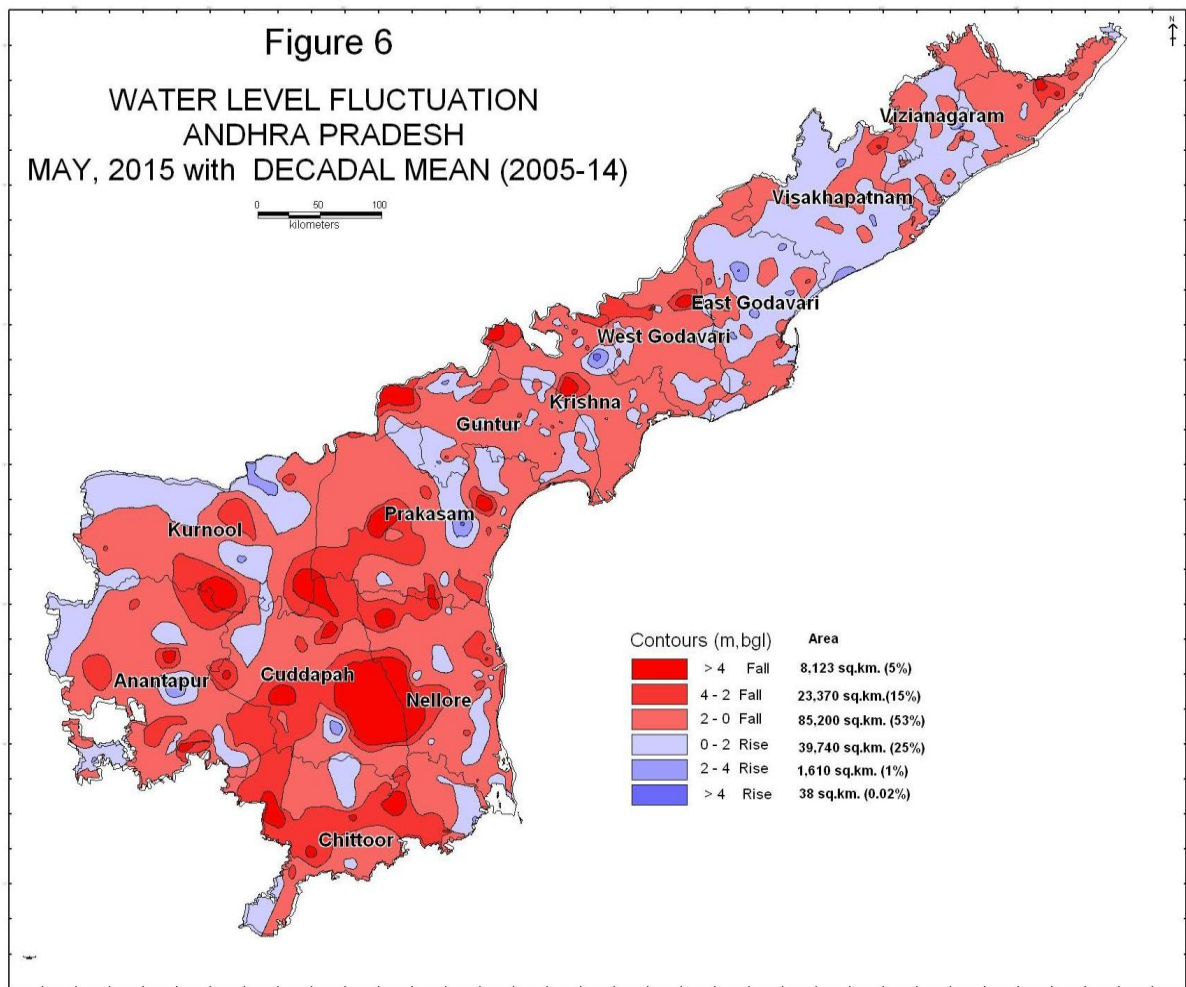 Figure 6
N
WATER LEVEL FLUCTUATION
ANDHRA PRADESH
MAY, 2015 with DECADAL MEAN (2005-14)
0 50 100
kilometers
Vizianagaram
Visakhapatnam
East Godavari
West Godavari
Krishna
Guntur
Prakasam
Kurnool
Cuddapah
Anantapur
Nellore
Chittoor
Contours (m,bgl) Area
> 4 Fall 8,123 sq.km. (5%)
4 - 2 Fall 23,370 sq.km.(15%)
2 - 0 Fall 85,200 sq.km. (53%)
0 - 2 Rise 39,740 sq.km. (25%)
2 - 4 Rise 1,610 sq.km. (1%)
> 4 Rise 38 sq.km. (0.02%)